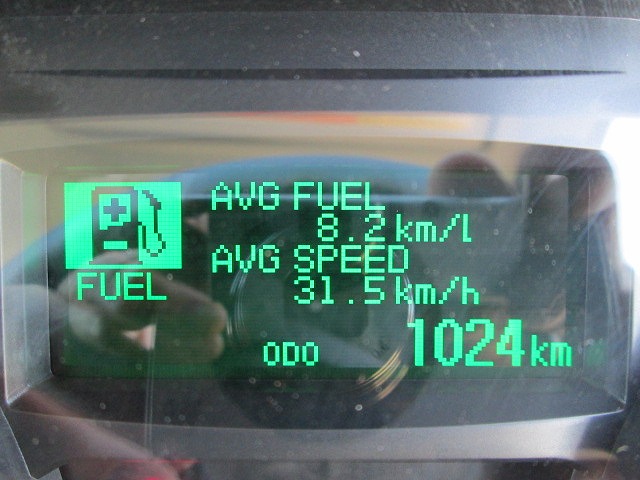 AVG FUEL
8.2 km/l
AVG SPEED
31.5 km/h
FUEL
ODO 1024 km